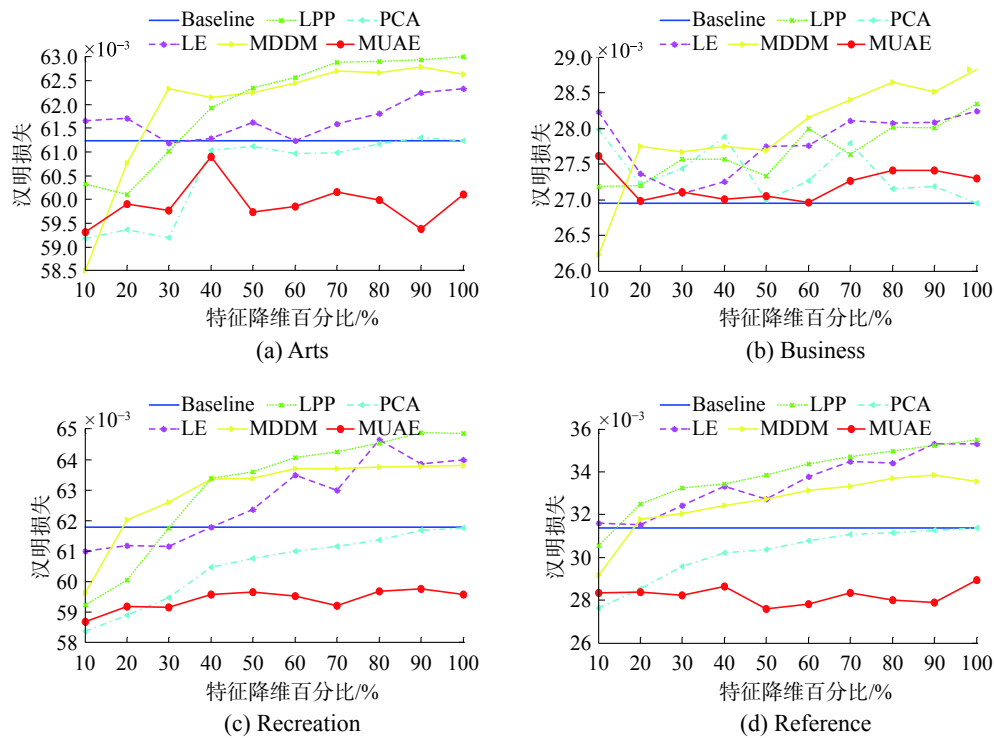 Baseline LPP PCA
LE MDDM MUAE
×10⁻³
63.0
62.5
62.0
61.5
61.0
60.0
59.5
59.0
58.5
汉明损失
10 20 30 40 50 60 70 80 90 100
特征降维百分比/%
(a) Arts
Baseline LPP PCA
LE MDDM MUAE
×10⁻³
29.0
28.5
28.0
27.5
27.0
26.5
26.0
汉明损失
10 20 30 40 50 60 70 80 90 100
特征降维百分比/%
(b) Business
Baseline LPP PCA
LE MDDM MUAE
×10⁻³
65
64
63
62
61
60
59
58
汉明损失
10 20 30 40 50 60 70 80 90 100
特征降维百分比/%
(c) Recreation
Baseline LPP PCA
LE MDDM MUAE
×10⁻³
36
34
32
30
28
26
汉明损失
10 20 30 40 50 60 70 80 90 100
特征降维百分比/%
(d) Reference